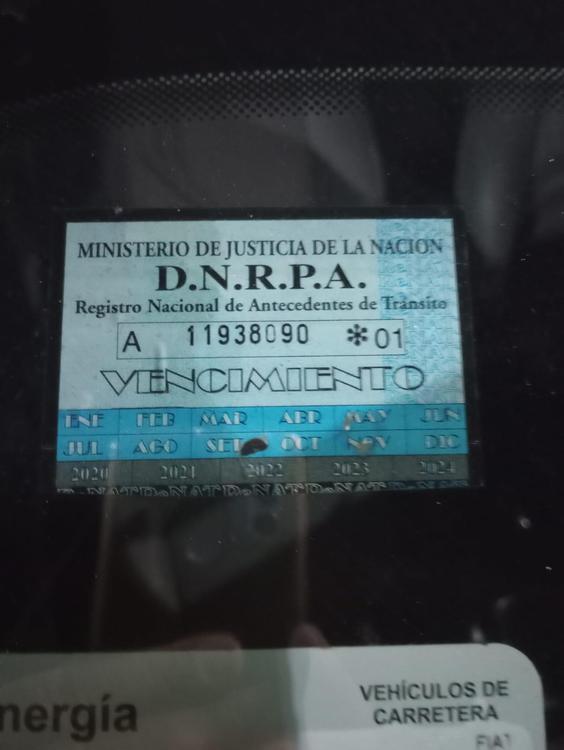 MINISTERIO DE JUSTICIA DE LA NACION
D.N.R.P.A.
Registro Nacional de Antecedentes de Tránsito
A 11938090 *01
VENCIMIENTO
ENE FEB MAR ABR MAY JUN
JUL AGO SET OCT NOV DIC
2020 2021 2022 2023 2024
nergía
VEHÍCULOS DE
CARRETERA
FIAT